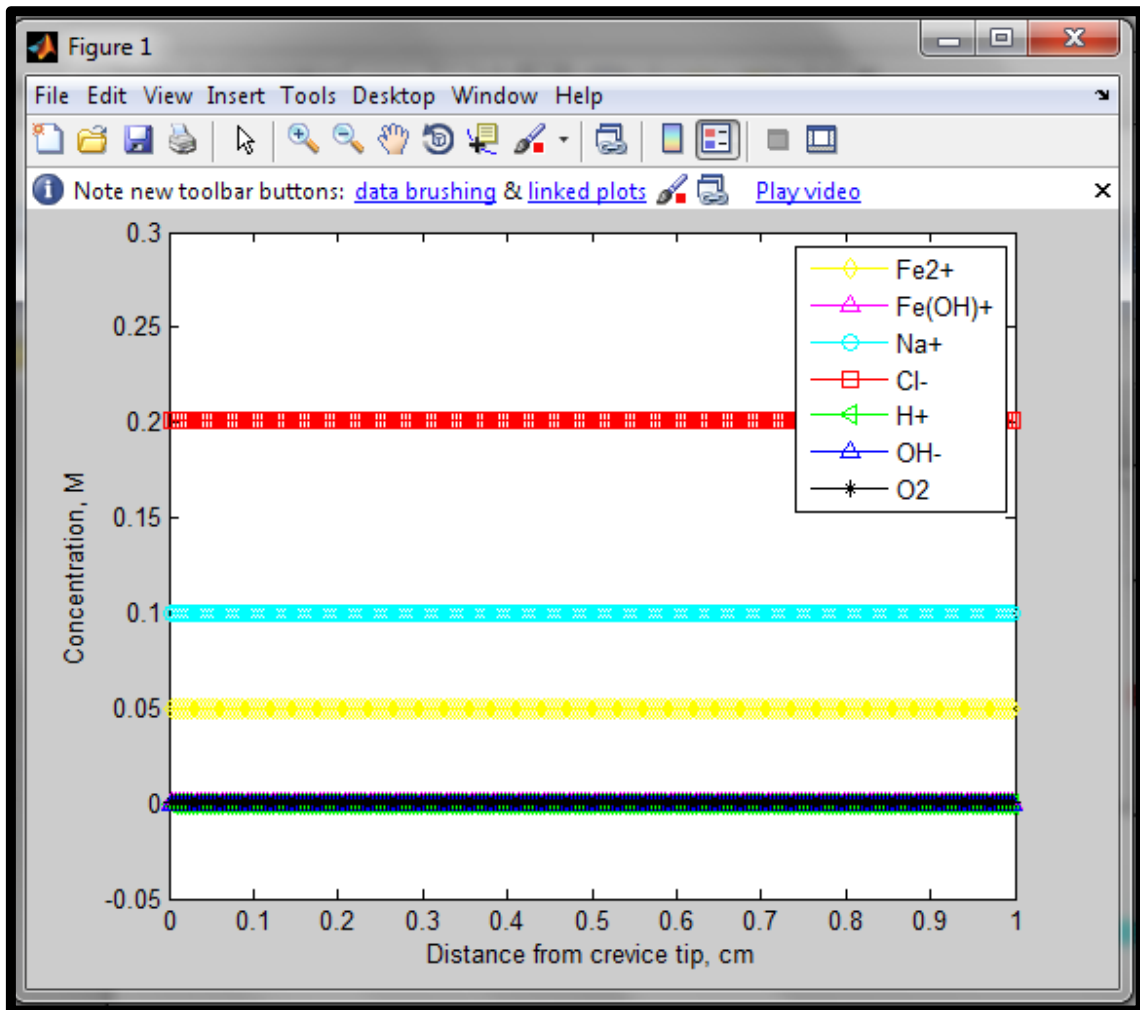 Figure 1
File Edit View Insert Tools Desktop Window Help
Note new toolbar buttons: data brushing & linked plots Play video
0.3
0.25
0.2
0.15
0.1
0.05
0
-0.05
Concentration, M
Fe2+
Fe(OH)+
Na+
Cl-
H+
OH-
O2
0 0.1 0.2 0.3 0.4 0.5 0.6 0.7 0.8 0.9 1
Distance from crevice tip, cm